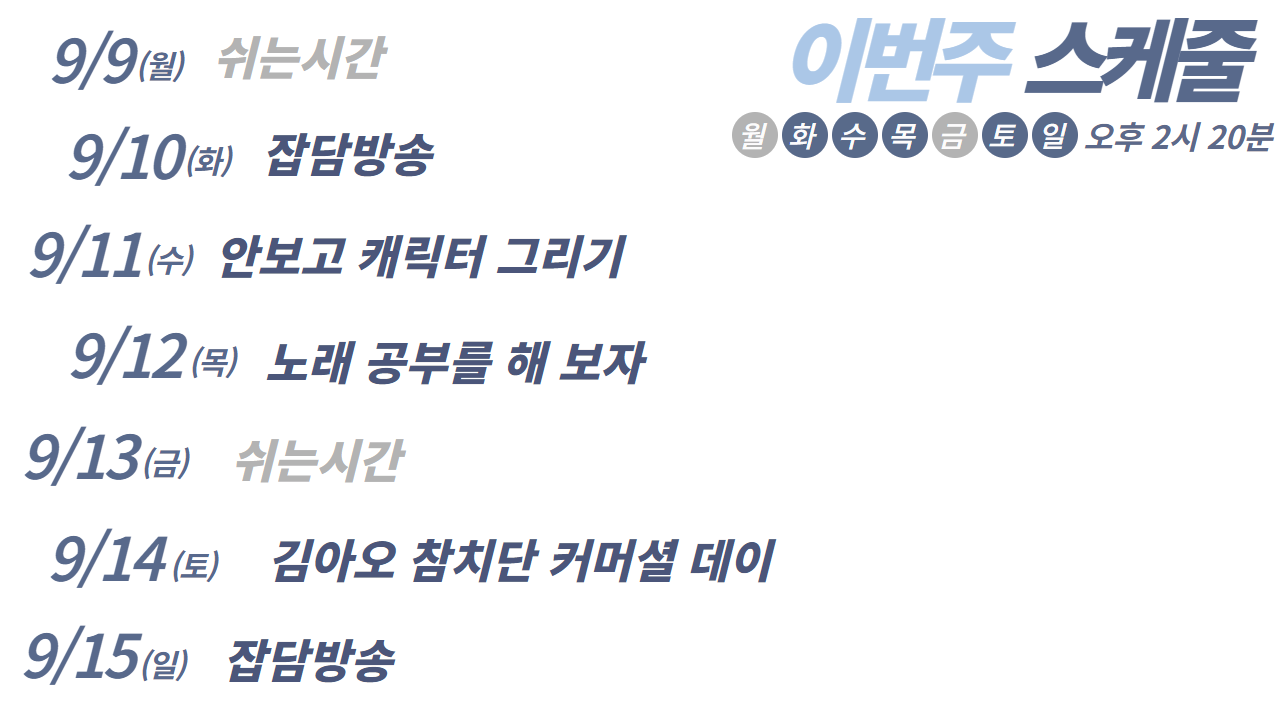 이번주 스케줄
월 화 수 목 금 토 일 오후 2시 20분
9/9(월) 쉬는시간
9/10(화) 잡담방송
9/11(수) 안보고 캐릭터 그리기
9/12(목) 노래 공부를 해 보자
9/13(금) 쉬는시간
9/14(토) 김아오 참치단 커머셜 데이
9/15(일) 잡담방송